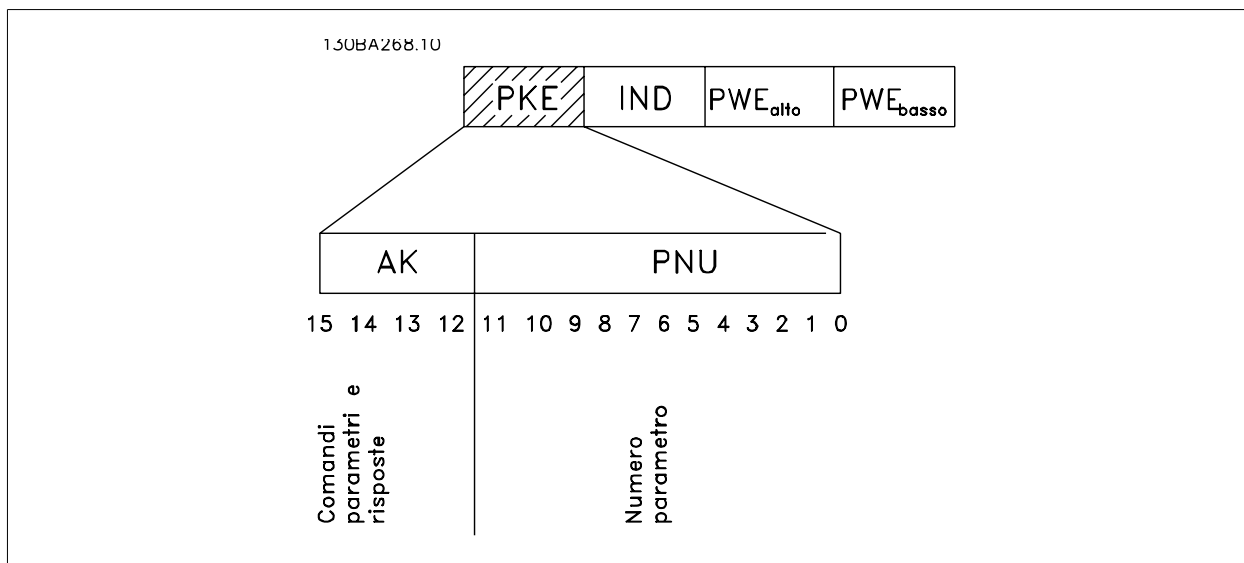 130BA268.10
PKE IND PWEalto PWEbasso
AK PNU
15 14 13 12 11 10 9 8 7 6 5 4 3 2 1 0
Comandi
parametri e
risposte
Numero
parametro